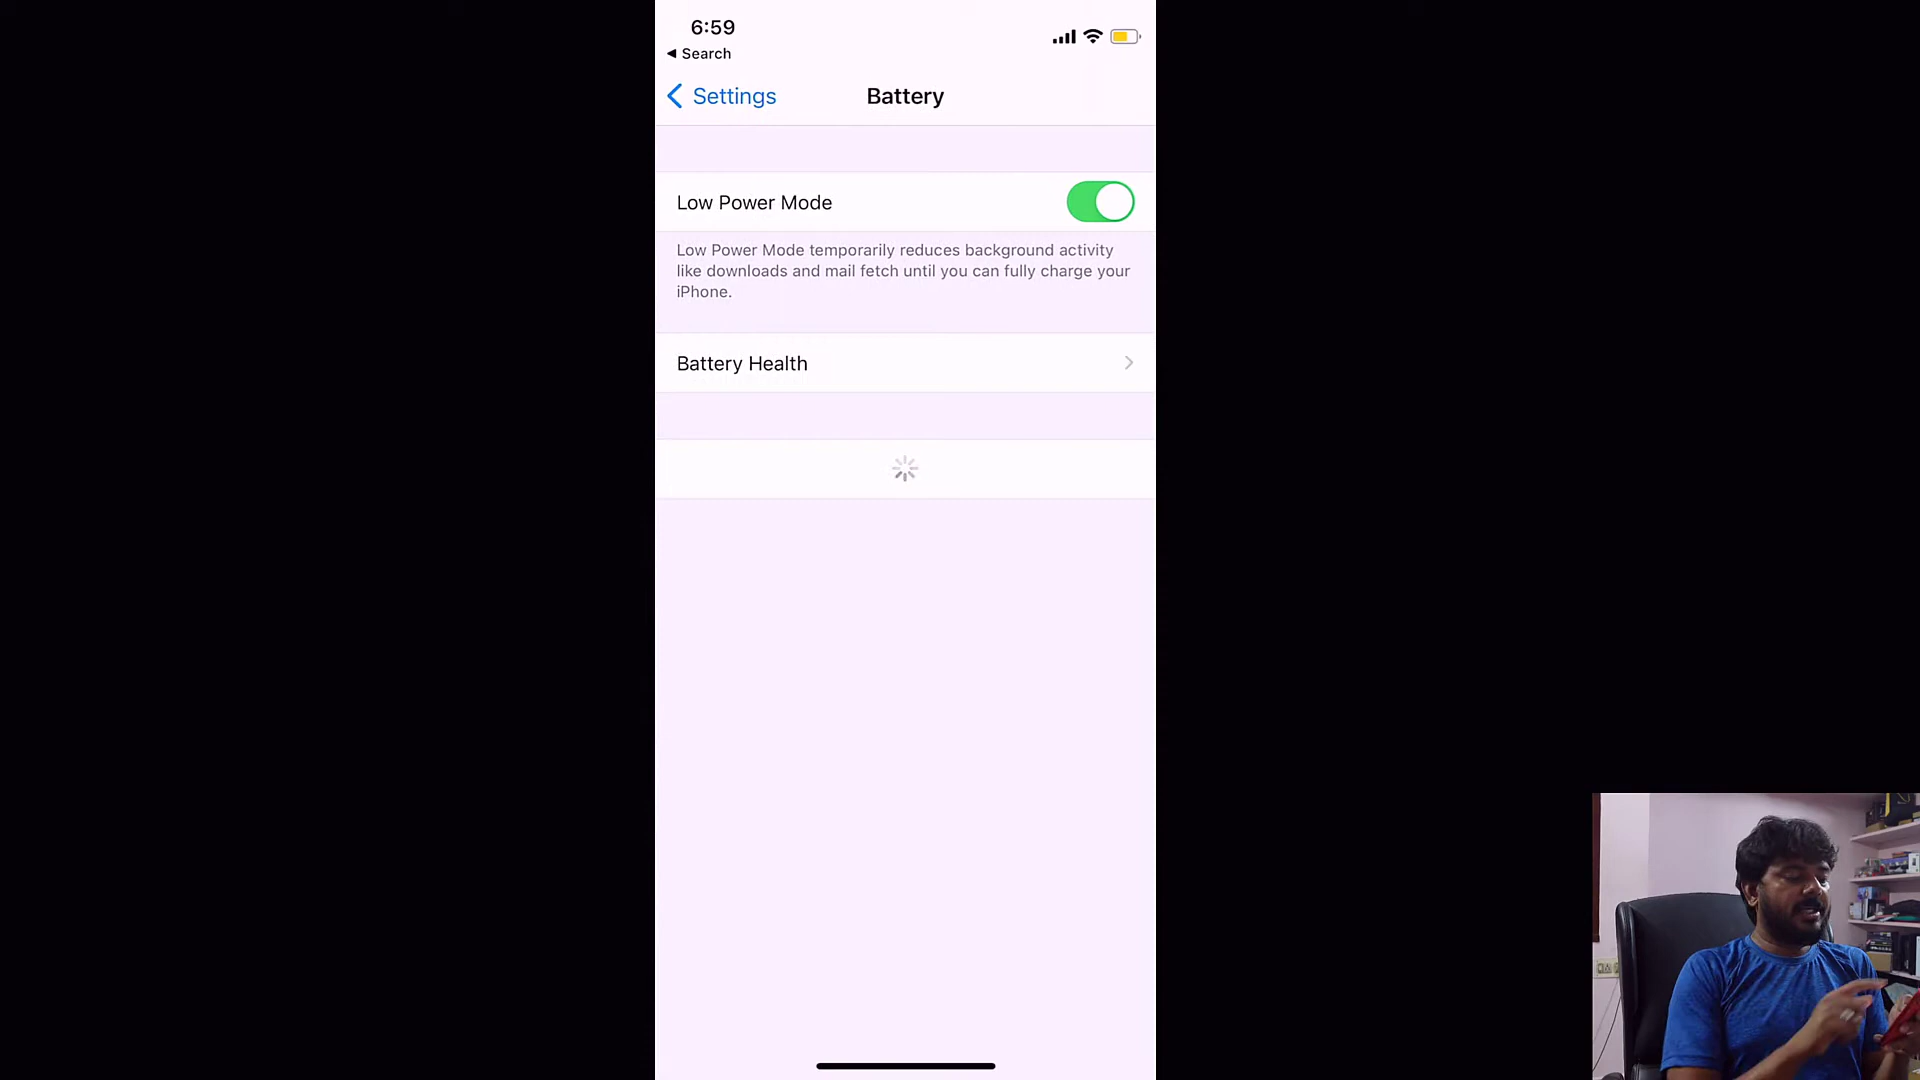 6:59
◀ Search
Settings
Battery
Low Power Mode
Low Power Mode temporarily reduces background activity
like downloads and mail fetch until you can fully charge your
iPhone.
Battery Health